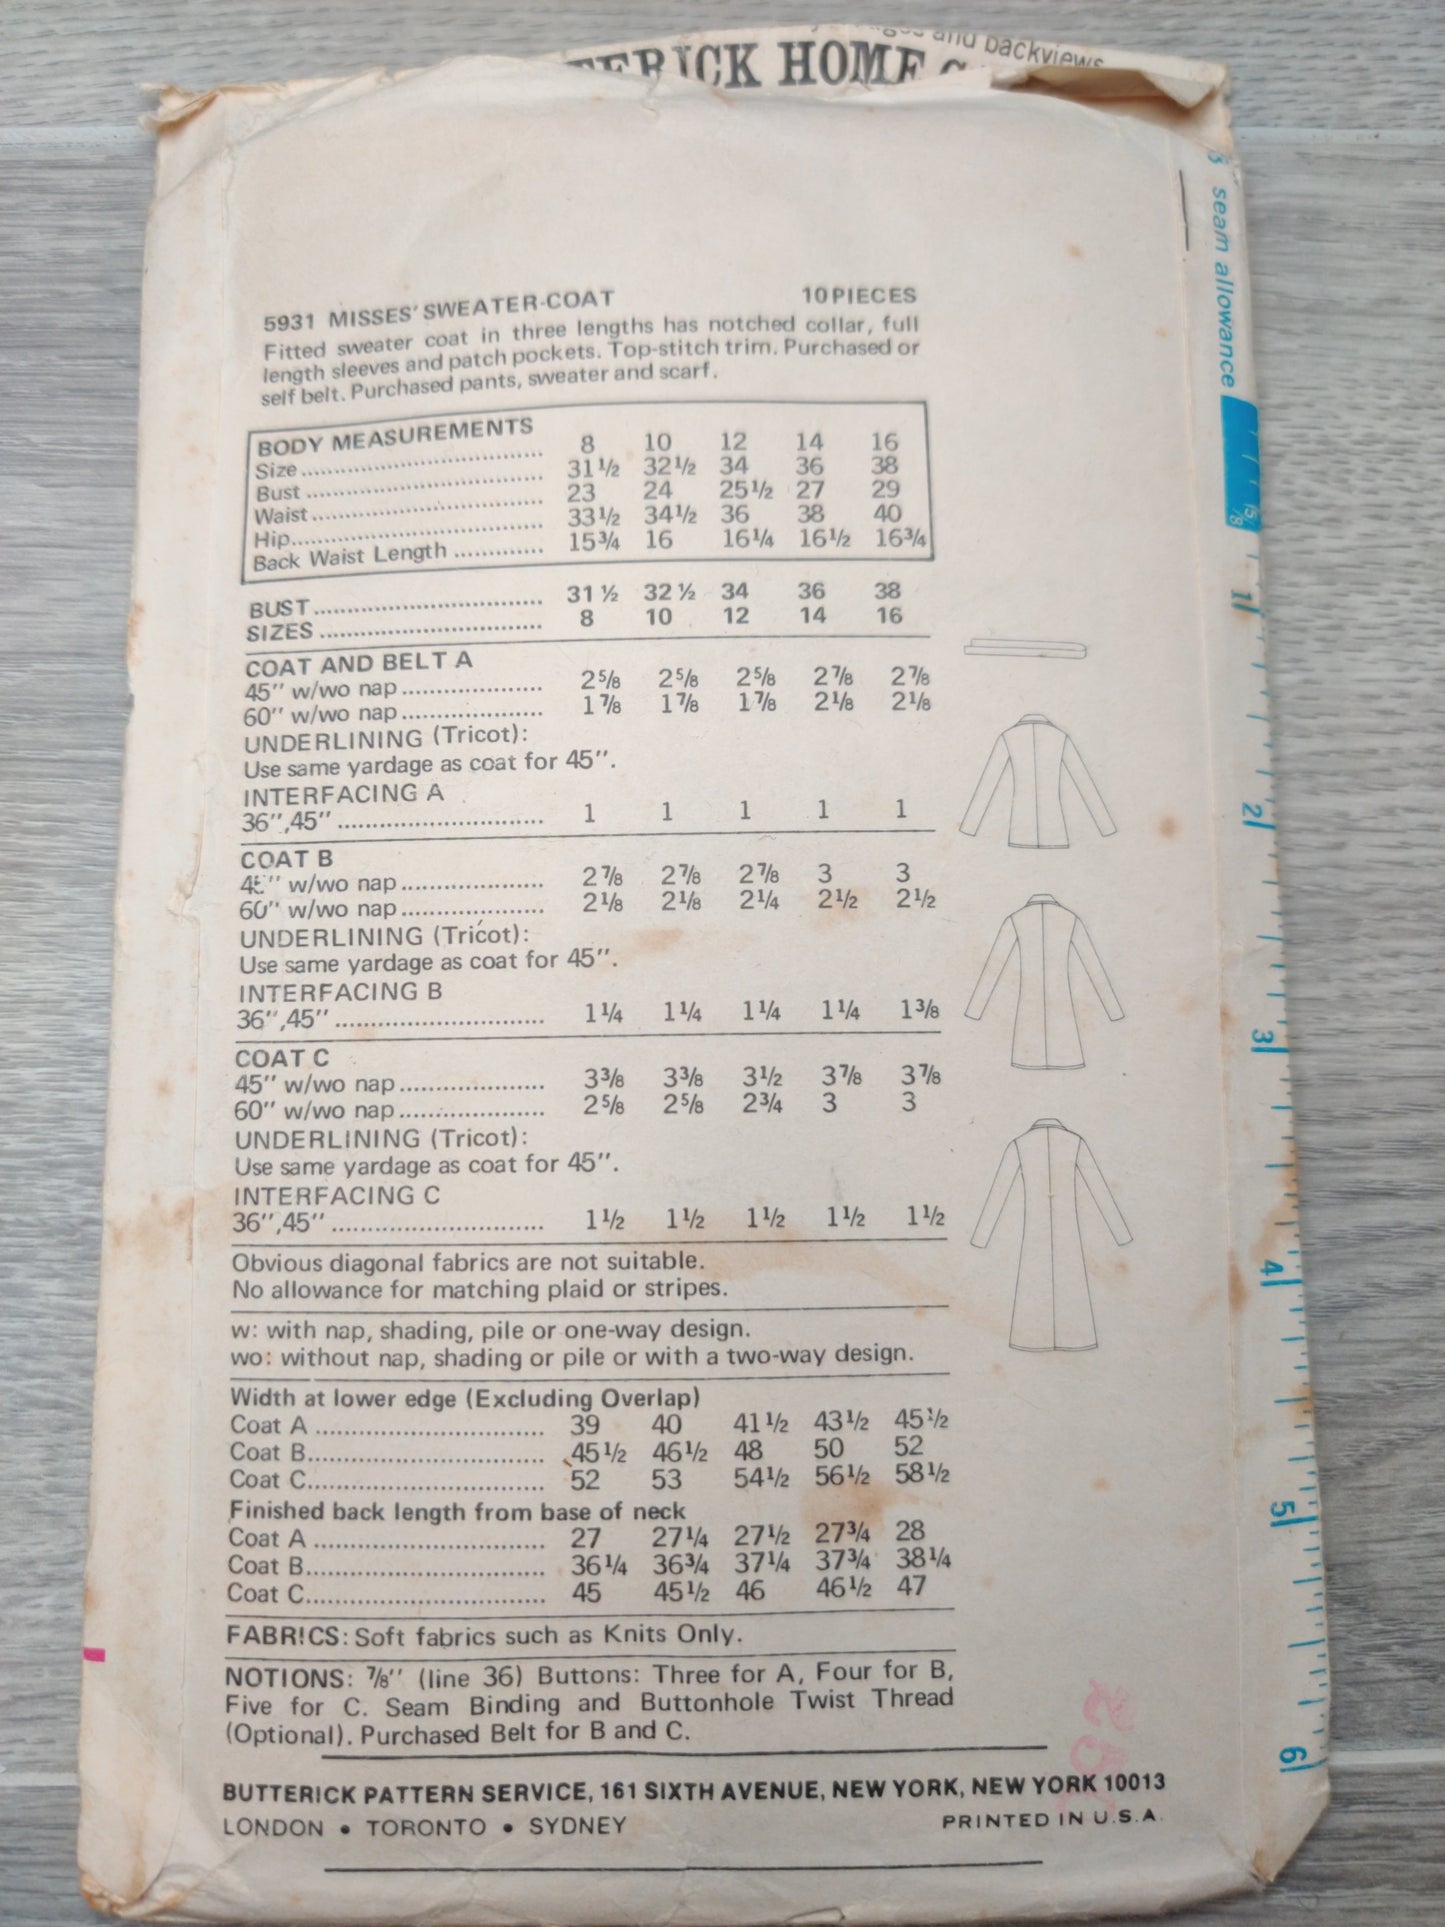 and backviews
ERICK HOME
seam allowance
5/8
1
2
3
4
5
6
5931 MISSES' SWEATER-COAT 10 PIECES
Fitted sweater coat in three lengths has notched collar, full
length sleeves and patch pockets. Top-stitch trim. Purchased or
self belt. Purchased pants, sweater and scarf.
BODY MEASUREMENTS
Size 8 10 12 14 16
Bust 31½ 32½ 34 36 38
Waist 23 24 25½ 27 29
Hip 33½ 34½ 36 38 40
Back Waist Length 15¾ 16 16¼ 16½ 16¾
BUST 31 ½ 32 ½ 34 36 38
SIZES 8 10 12 14 16
COAT AND BELT A
45" w/wo nap 2⅝ 2⅝ 2⅝ 2⅞ 2⅞
60" w/wo nap 1⅞ 1⅞ 1⅞ 2⅛ 2⅛
UNDERLINING (Tricot):
Use same yardage as coat for 45".
INTERFACING A
36",45" 1 1 1 1 1
COAT B
45" w/wo nap 2⅞ 2⅞ 2⅞ 3 3
60" w/wo nap 2⅛ 2⅛ 2¼ 2½ 2½
UNDERLINING (Tricot):
Use same yardage as coat for 45".
INTERFACING B
36",45" 1¼ 1¼ 1¼ 1¼ 1⅜
COAT C
45" w/wo nap 3⅜ 3⅜ 3½ 3⅞ 3⅞
60" w/wo nap 2⅝ 2⅝ 2¾ 3 3
UNDERLINING (Tricot):
Use same yardage as coat for 45".
INTERFACING C
36",45" 1½ 1½ 1½ 1½ 1½
Obvious diagonal fabrics are not suitable.
No allowance for matching plaid or stripes.
w: with nap, shading, pile or one-way design.
wo: without nap, shading or pile or with a two-way design.
Width at lower edge (Excluding Overlap)
Coat A 39 40 41½ 43½ 45½
Coat B 45½ 46½ 48 50 52
Coat C 52 53 54½ 56½ 58½
Finished back length from base of neck
Coat A 27 27¼ 27½ 27¾ 28
Coat B 36¼ 36¾ 37¼ 37¾ 38¼
Coat C 45 45½ 46 46½ 47
FABRICS: Soft fabrics such as Knits Only.
NOTIONS: ⅞" (line 36) Buttons: Three for A, Four for B,
Five for C. Seam Binding and Buttonhole Twist Thread
(Optional). Purchased Belt for B and C.
BUTTERICK PATTERN SERVICE, 161 SIXTH AVENUE, NEW YORK, NEW YORK 10013
LONDON • TORONTO • SYDNEY PRINTED IN U.S.A.